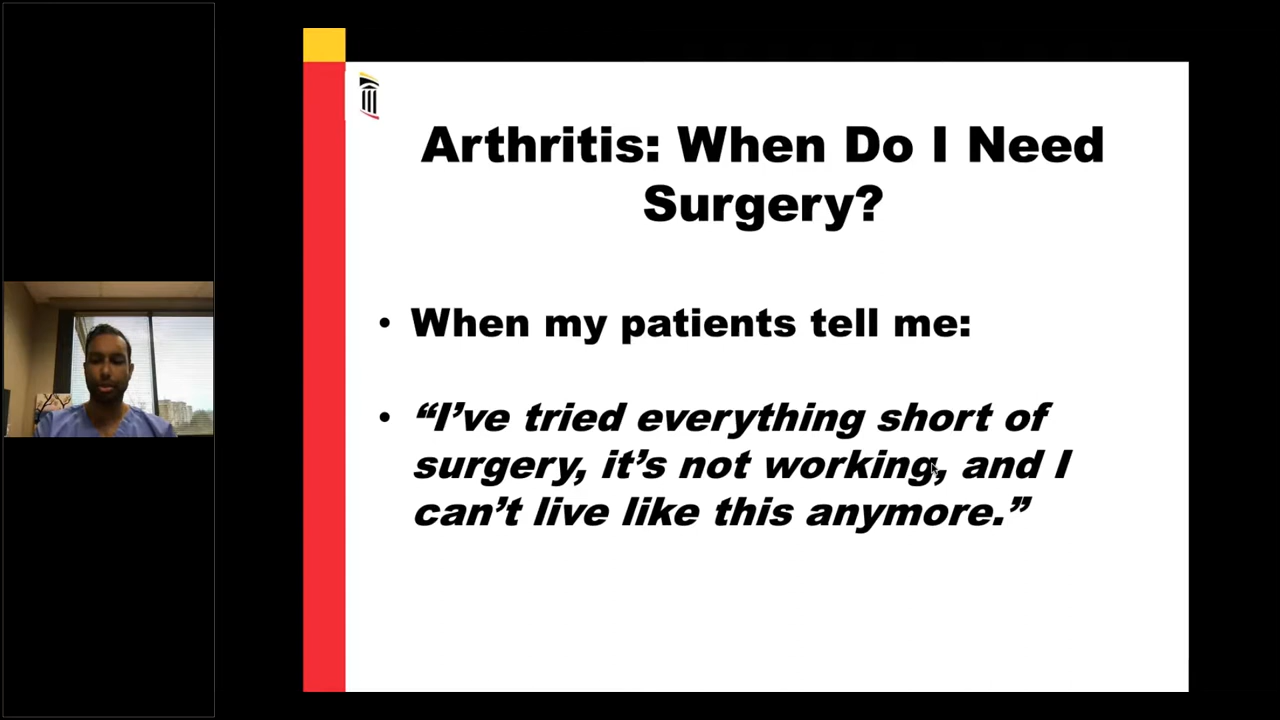 Arthritis: When Do I Need
Surgery?
• When my patients tell me:
• “I’ve tried everything short of
surgery, it’s not working, and I
can’t live like this anymore.”